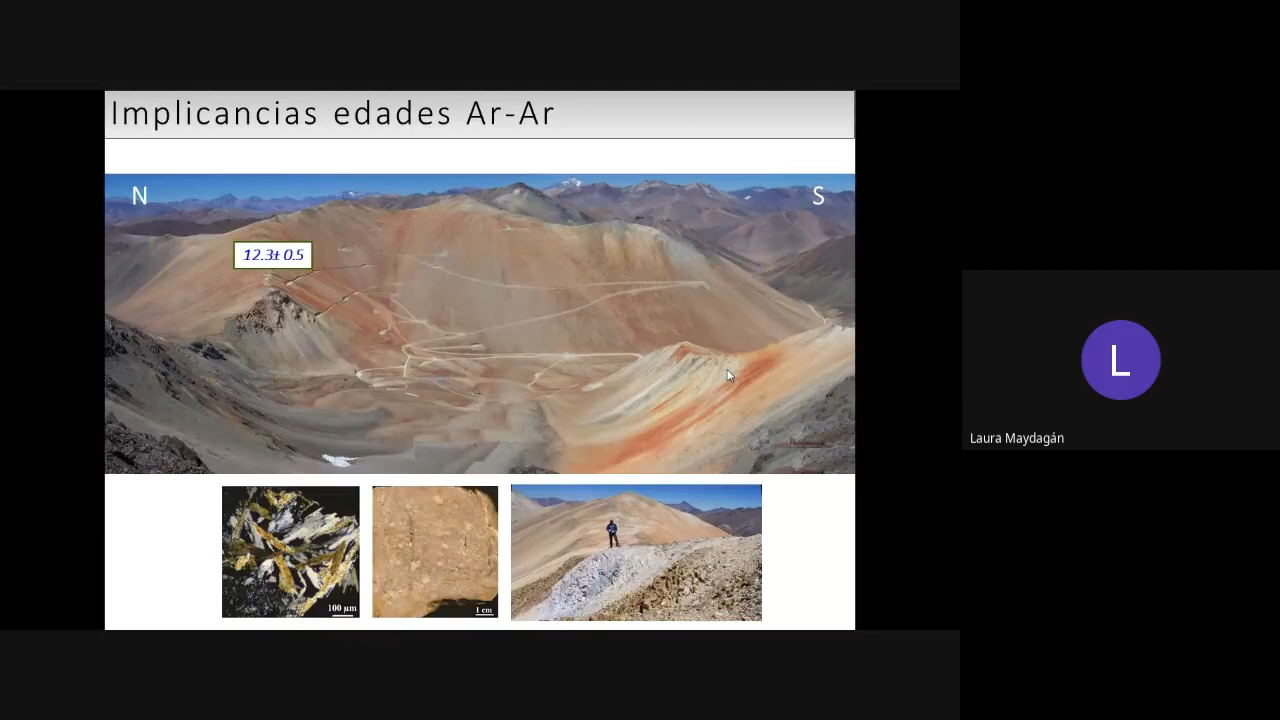 Implicancias edades Ar-Ar
N
S
12.3± 0.5
100 µm
1 cm
L
Laura Maydagán